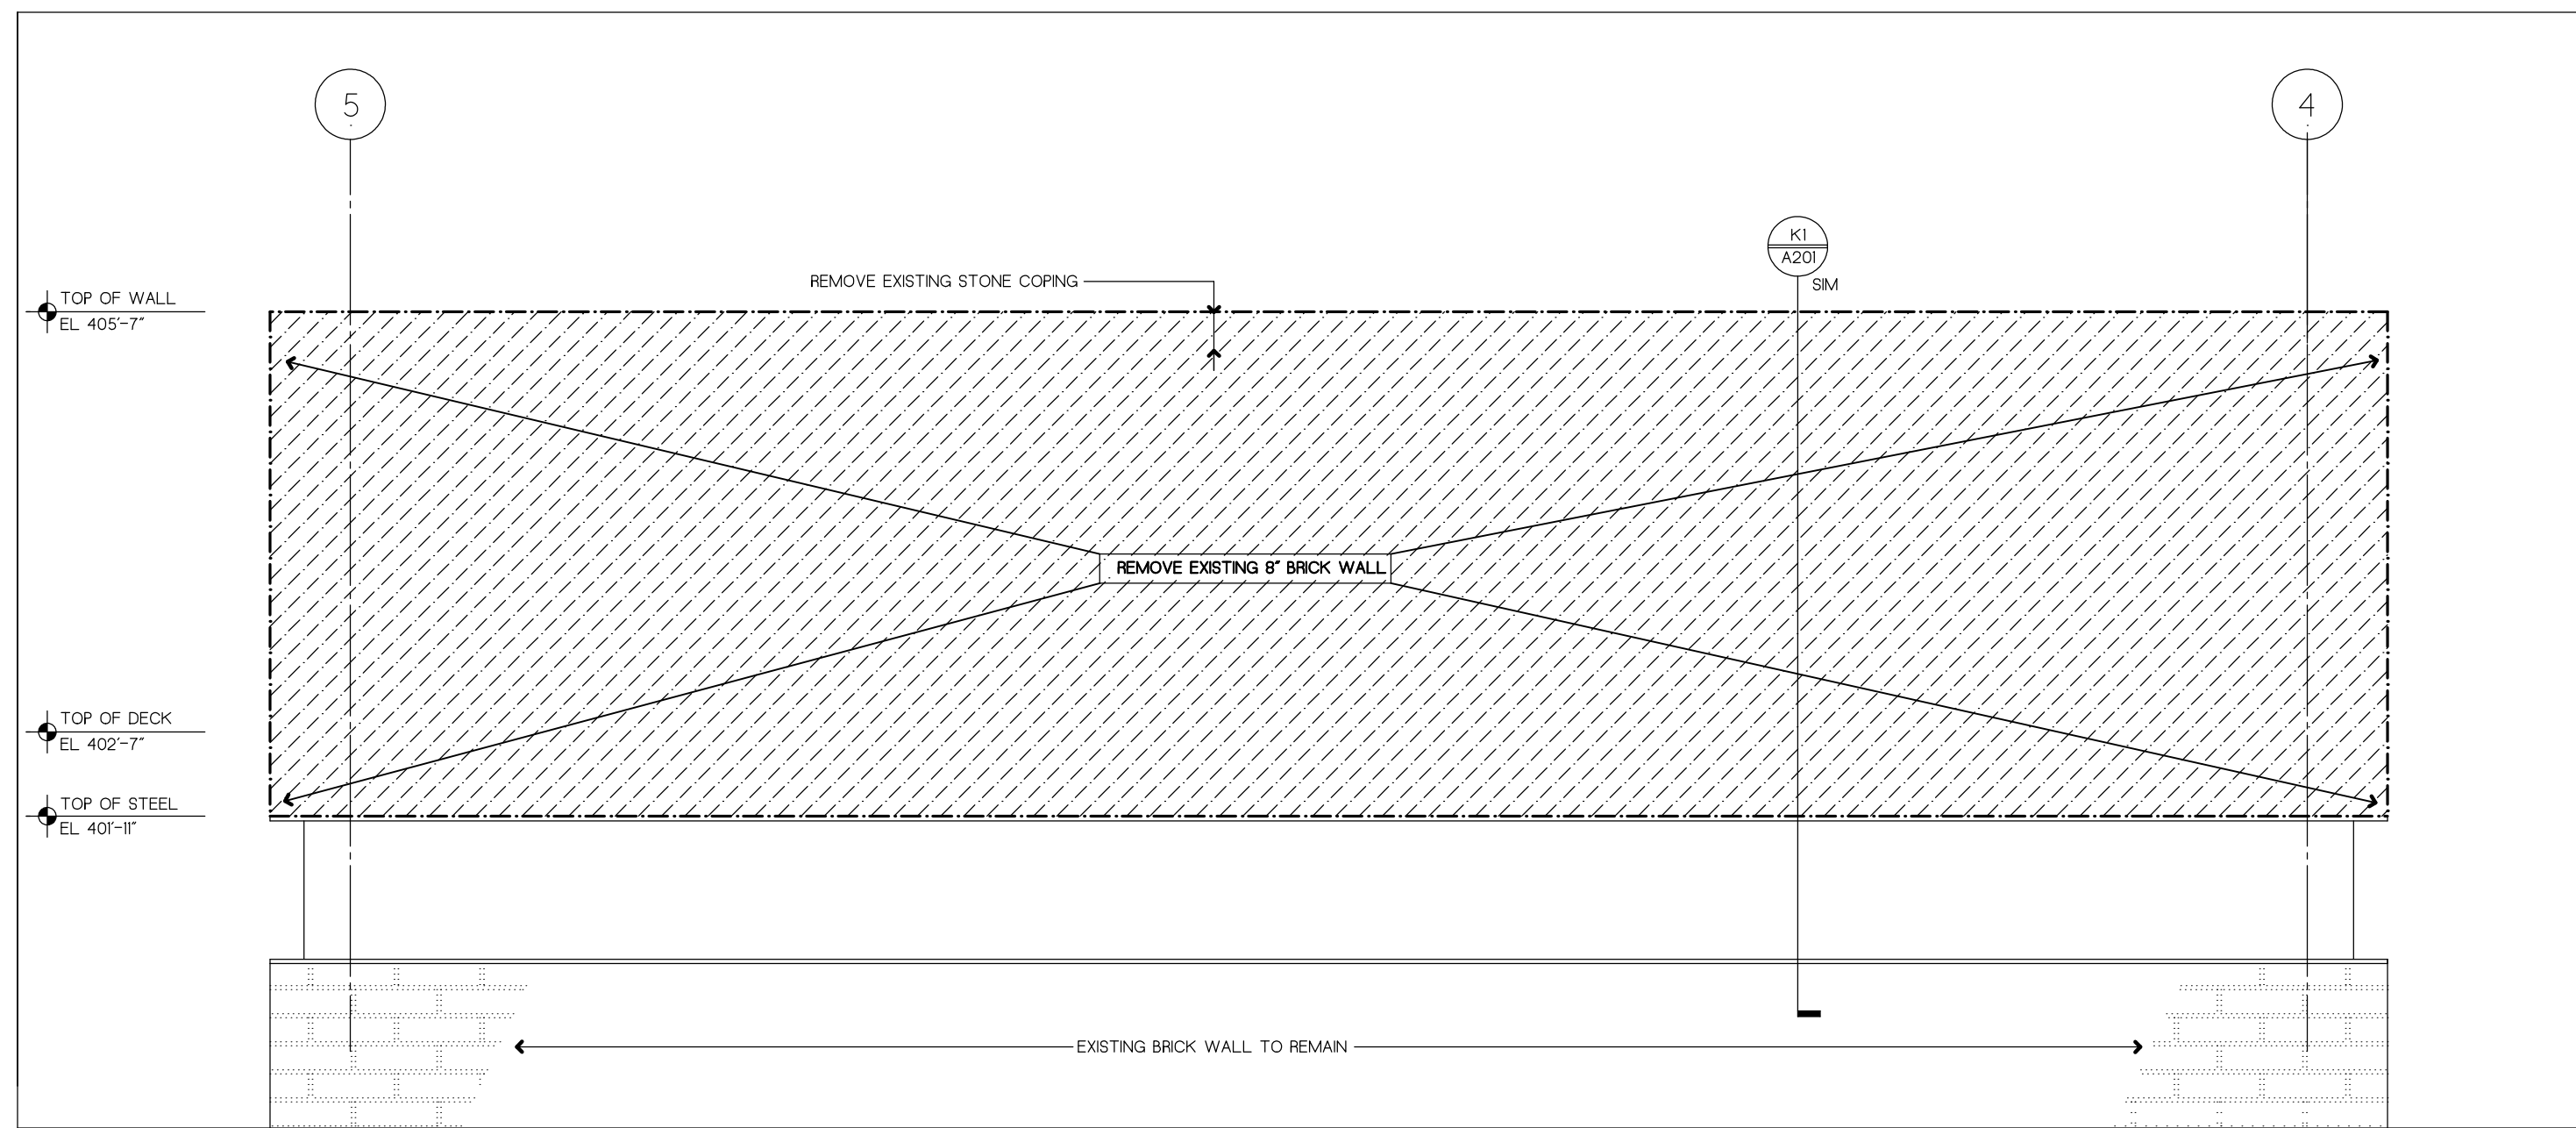 5
4
K1
A201
SIM
REMOVE EXISTING STONE COPING
TOP OF WALL
EL 405'-7"
REMOVE EXISTING 8" BRICK WALL
TOP OF DECK
EL 402'-7"
TOP OF STEEL
EL 401'-11"
EXISTING BRICK WALL TO REMAIN